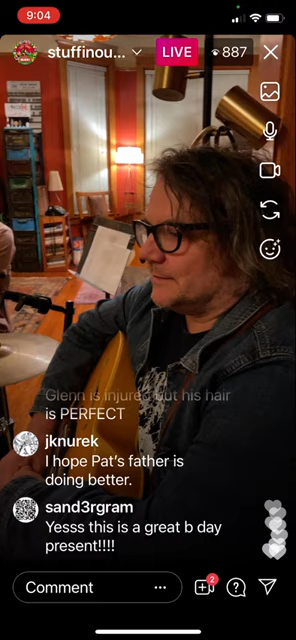 9:04
stuffinou...
LIVE
887
Glenn is injured but his hair
is PERFECT
jknurek
I hope Pat's father is
doing better.
sand3rgram
Yesss this is a great b day
present!!!!
Comment
2